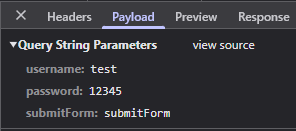 Headers Payload Preview Response
Query String Parameters view source
username: test
password: 12345
submitForm: submitForm